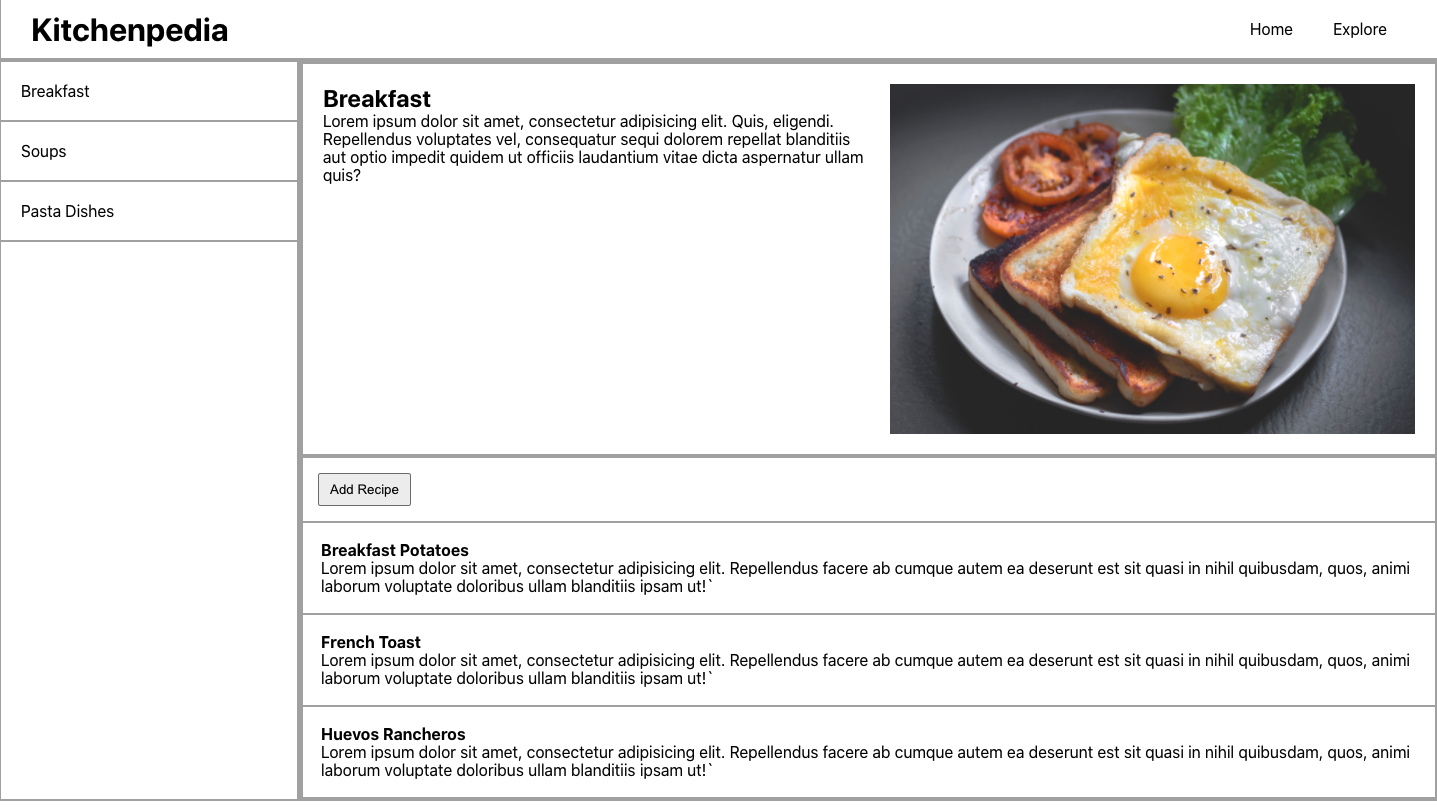 Kitchenpedia
Home
Explore
Breakfast
Soups
Pasta Dishes
Breakfast
Lorem ipsum dolor sit amet, consectetur adipisicing elit. Quis, eligendi.
Repellendus voluptates vel, consequatur sequi dolorem repellat blanditiis
aut optio impedit quidem ut officiis laudantium vitae dicta aspernatur ullam
quis?
Add Recipe
Breakfast Potatoes
Lorem ipsum dolor sit amet, consectetur adipisicing elit. Repellendus facere ab cumque autem ea deserunt est sit quasi in nihil quibusdam, quos, animi
laborum voluptate doloribus ullam blanditiis ipsam ut!`
French Toast
Lorem ipsum dolor sit amet, consectetur adipisicing elit. Repellendus facere ab cumque autem ea deserunt est sit quasi in nihil quibusdam, quos, animi
laborum voluptate doloribus ullam blanditiis ipsam ut!`
Huevos Rancheros
Lorem ipsum dolor sit amet, consectetur adipisicing elit. Repellendus facere ab cumque autem ea deserunt est sit quasi in nihil quibusdam, quos, animi
laborum voluptate doloribus ullam blanditiis ipsam ut!`